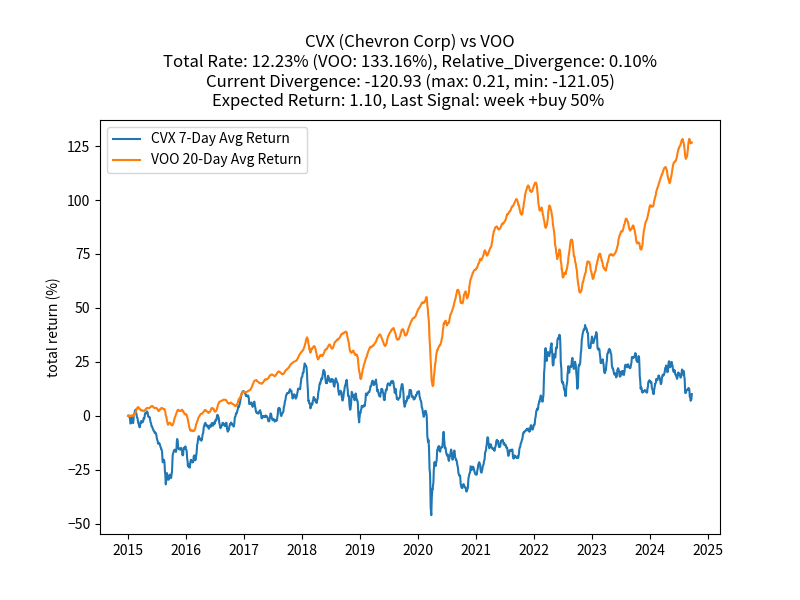 CVX (Chevron Corp) vs VOO
Total Rate: 12.23% (VOO: 133.16%), Relative_Divergence: 0.10%
Current Divergence: -120.93 (max: 0.21, min: -121.05)
Expected Return: 1.10, Last Signal: week +buy 50%
CVX 7-Day Avg Return
VOO 20-Day Avg Return
total return (%)
125
100
75
50
25
0
−25
−50
2015 2016 2017 2018 2019 2020 2021 2022 2023 2024 2025